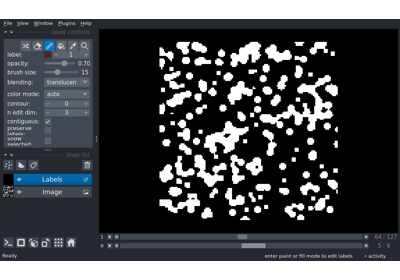 File View Window Plugins Help
layer controls
label: 1
opacity: 0.70
brush size: 15
blending: translucen
color mode: auto
contour: 0
n edit dim: 3
contiguous: ✓
preserve
labels:
show
selected:
layer list
Labels
Image
1 64 127
0 5 9
Ready enter paint or fill mode to edit labels activity